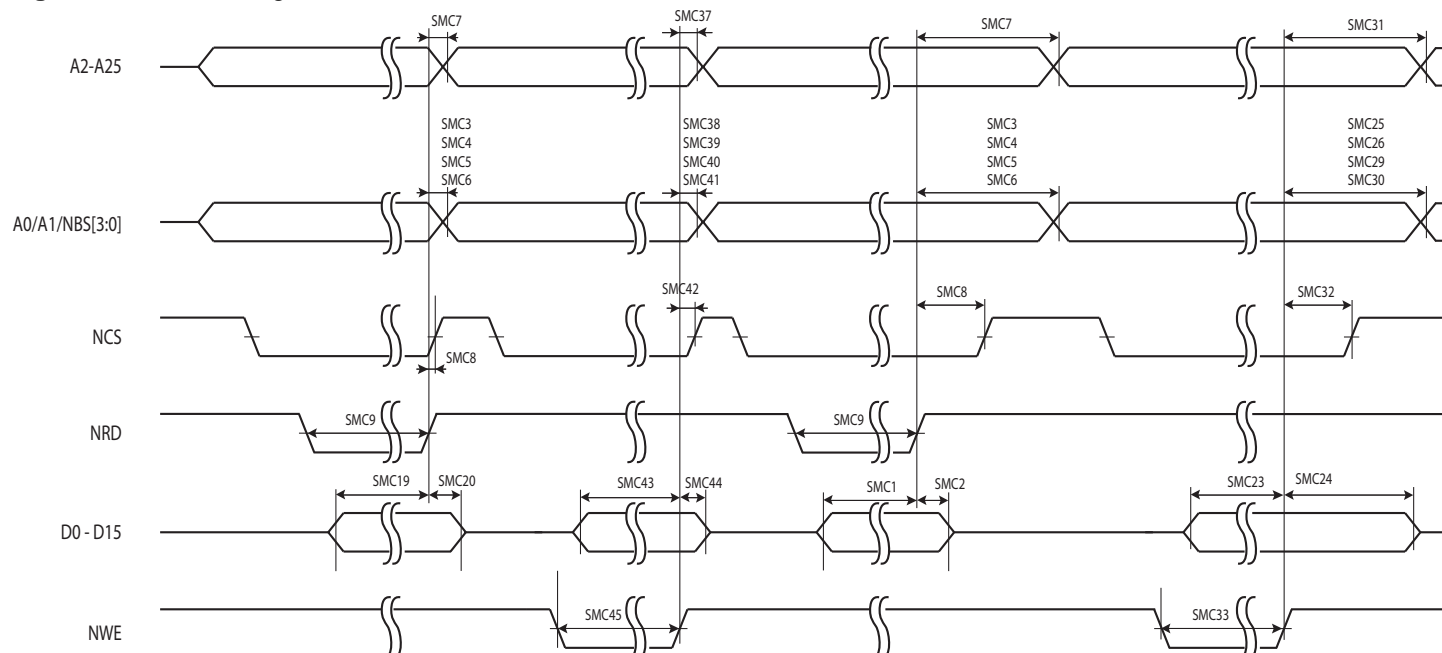 SMC7 SMC37 SMC7 SMC31
A2-A25
SMC3 SMC38 SMC3 SMC25
SMC4 SMC39 SMC4 SMC26
SMC5 SMC40 SMC5 SMC29
SMC6 SMC41 SMC6 SMC30
A0/A1/NBS[3:0]
SMC42 SMC8 SMC32
NCS
SMC8
SMC9 SMC9
NRD
SMC19 SMC20 SMC43 SMC44 SMC1 SMC2 SMC23 SMC24
D0 - D15
SMC45 SMC33
NWE